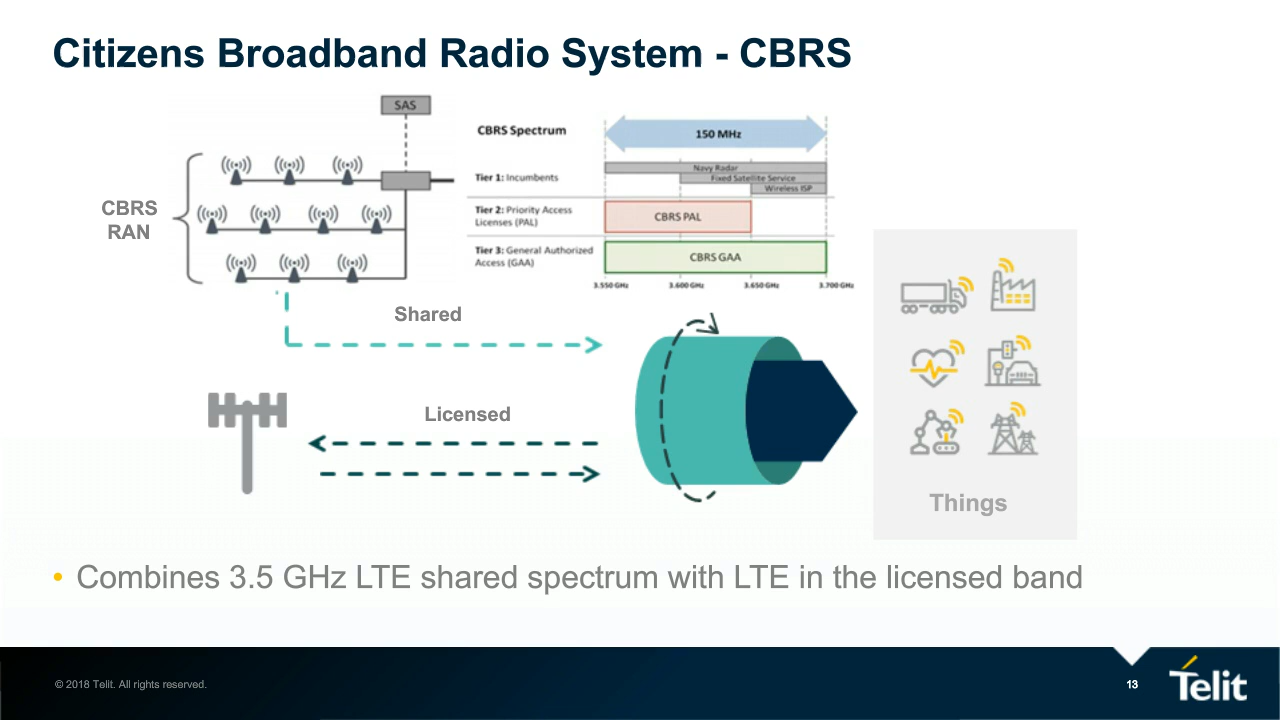 Citizens Broadband Radio System - CBRS
SAS
CBRS
RAN
CBRS Spectrum
150 MHz
Tier 1: Incumbents
Navy Radar
Fixed Satellite Service
Wireless ISP
Tier 2: Priority Access
Licenses (PAL)
CBRS PAL
Tier 3: General Authorized
Access (GAA)
CBRS GAA
3.550 GHz
3.600 GHz
3.650 GHz
3.700 GHz
Shared
Licensed
Things
• Combines 3.5 GHz LTE shared spectrum with LTE in the licensed band
© 2018 Telit. All rights reserved.
13
Telit